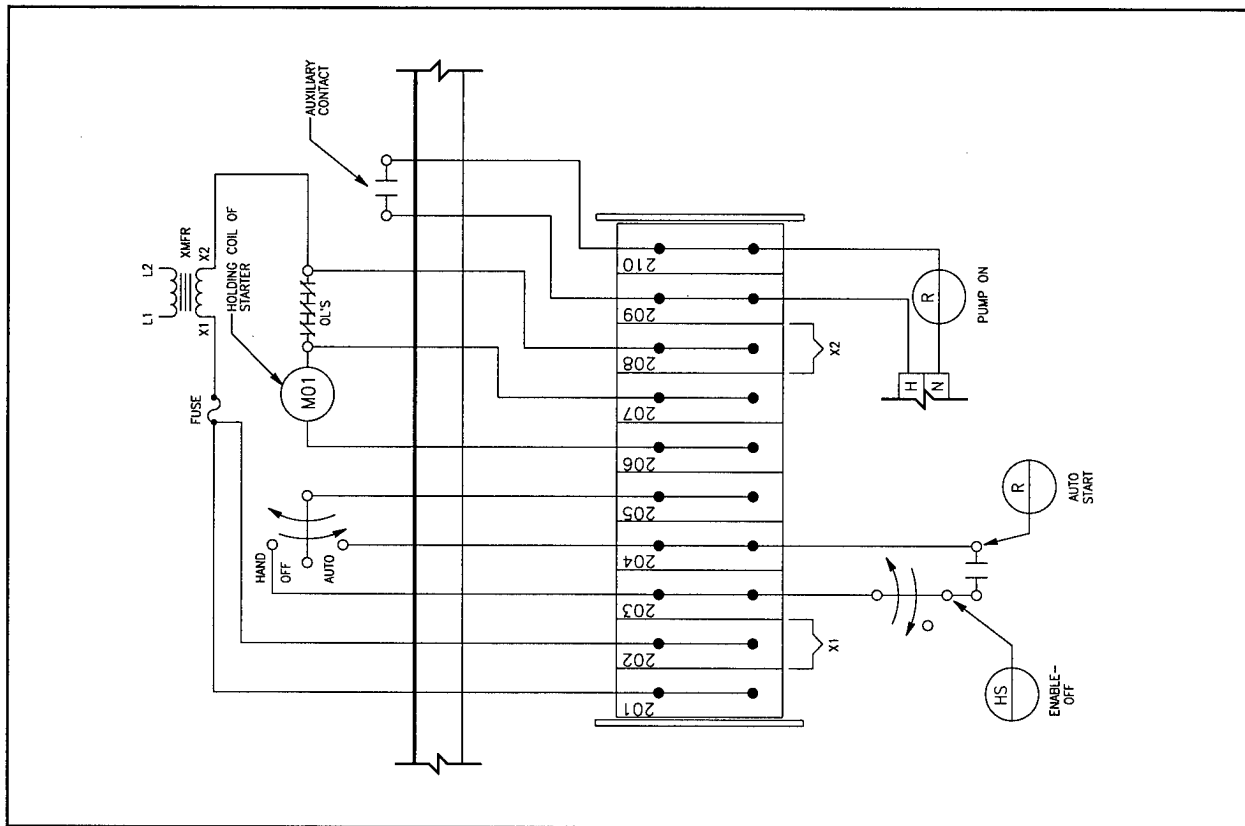 AUXILIARY
CONTACT
L1
L2
XMFR
X1
X2
HOLDING COIL OF
STARTER
FUSE
M01
OL'S
HAND
OFF
AUTO
201
202
203
204
205
206
207
208
209
210
X1
X2
H
N
R
PUMP ON
R
AUTO
START
HS
ENABLE-
OFF